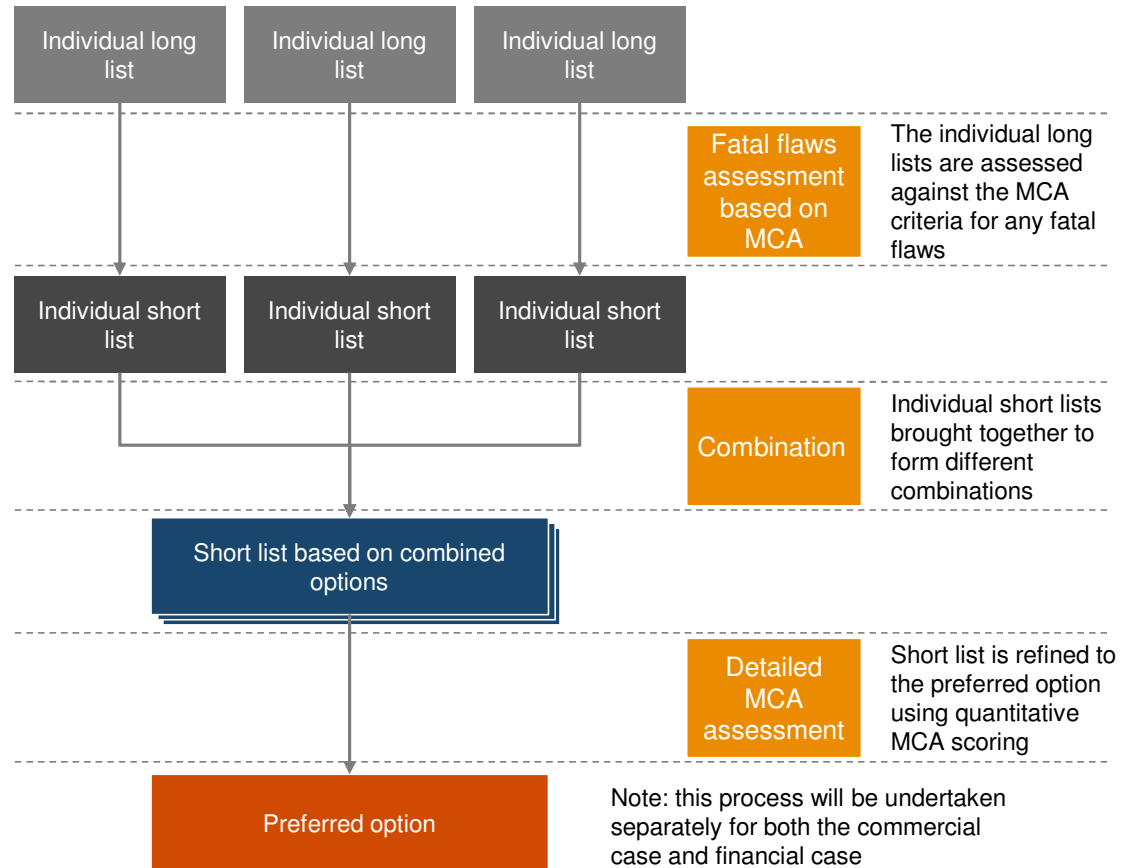 Individual long
list
Individual long
list
Individual long
list
Fatal flaws
assessment
based on
MCA
The individual long
lists are assessed
against the MCA
criteria for any fatal
flaws
Individual short
list
Individual short
list
Individual short
list
Combination
Individual short lists
brought together to
form different
combinations
Short list based on combined
options
Detailed
MCA
assessment
Short list is refined to
the preferred option
using quantitative
MCA scoring
Preferred option
Note: this process will be undertaken
separately for both the commercial
case and financial case